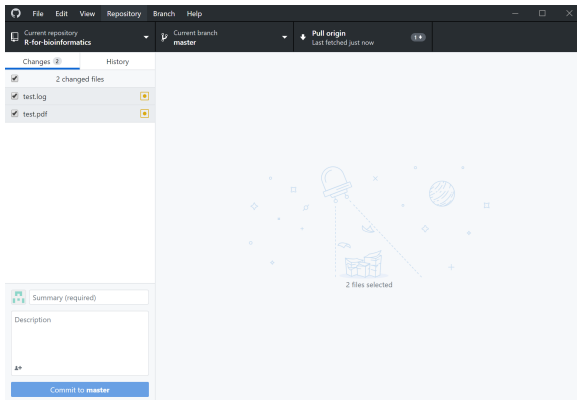 File Edit View Repository Branch Help
Current repository
R-for-bioinformatics
Current branch
master
Pull origin
Last fetched just now
1
Changes 2 History
2 changed files
test.log
test.pdf
2 files selected
Summary (required)
Description
Commit to master